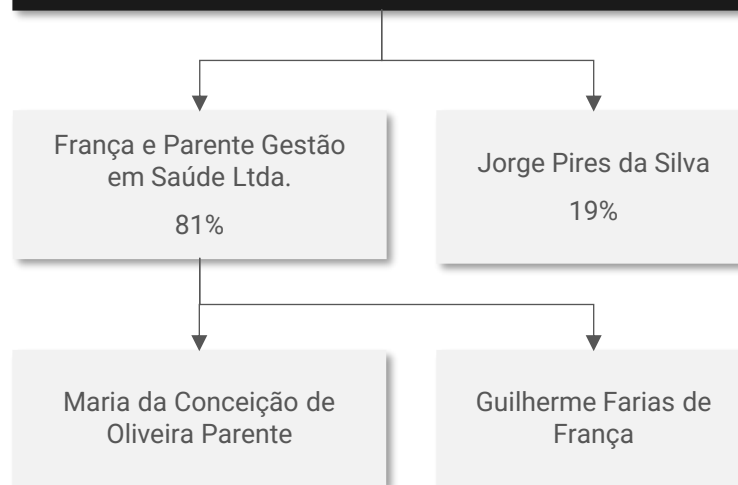 França e Parente Gestão
em Saúde Ltda.
81%
Jorge Pires da Silva
19%
Maria da Conceição de
Oliveira Parente
Guilherme Farias de
França